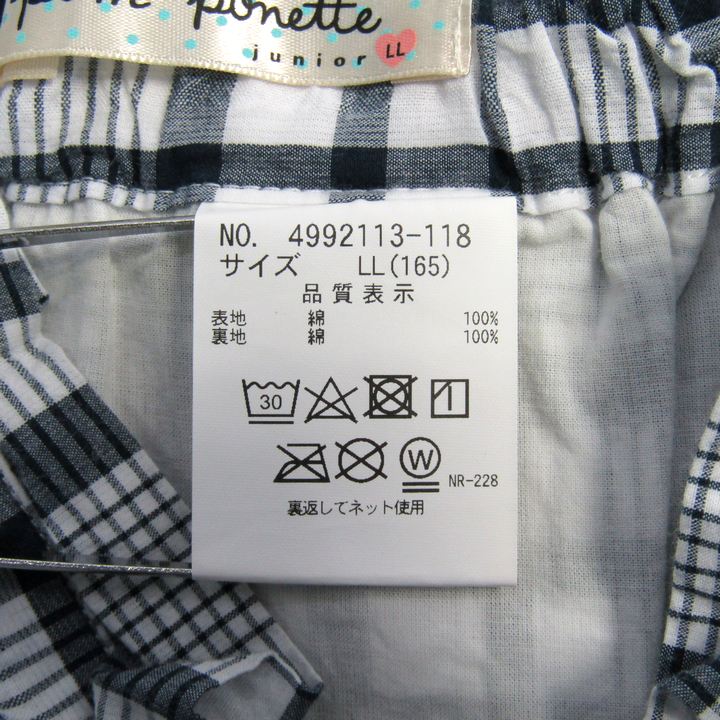 ponette
junior LL
NO. 4992113-118
サイズ LL(165)
品質表示
表地 綿 100%
裏地 綿 100%
30
W
NR-228
裏返してネット使用